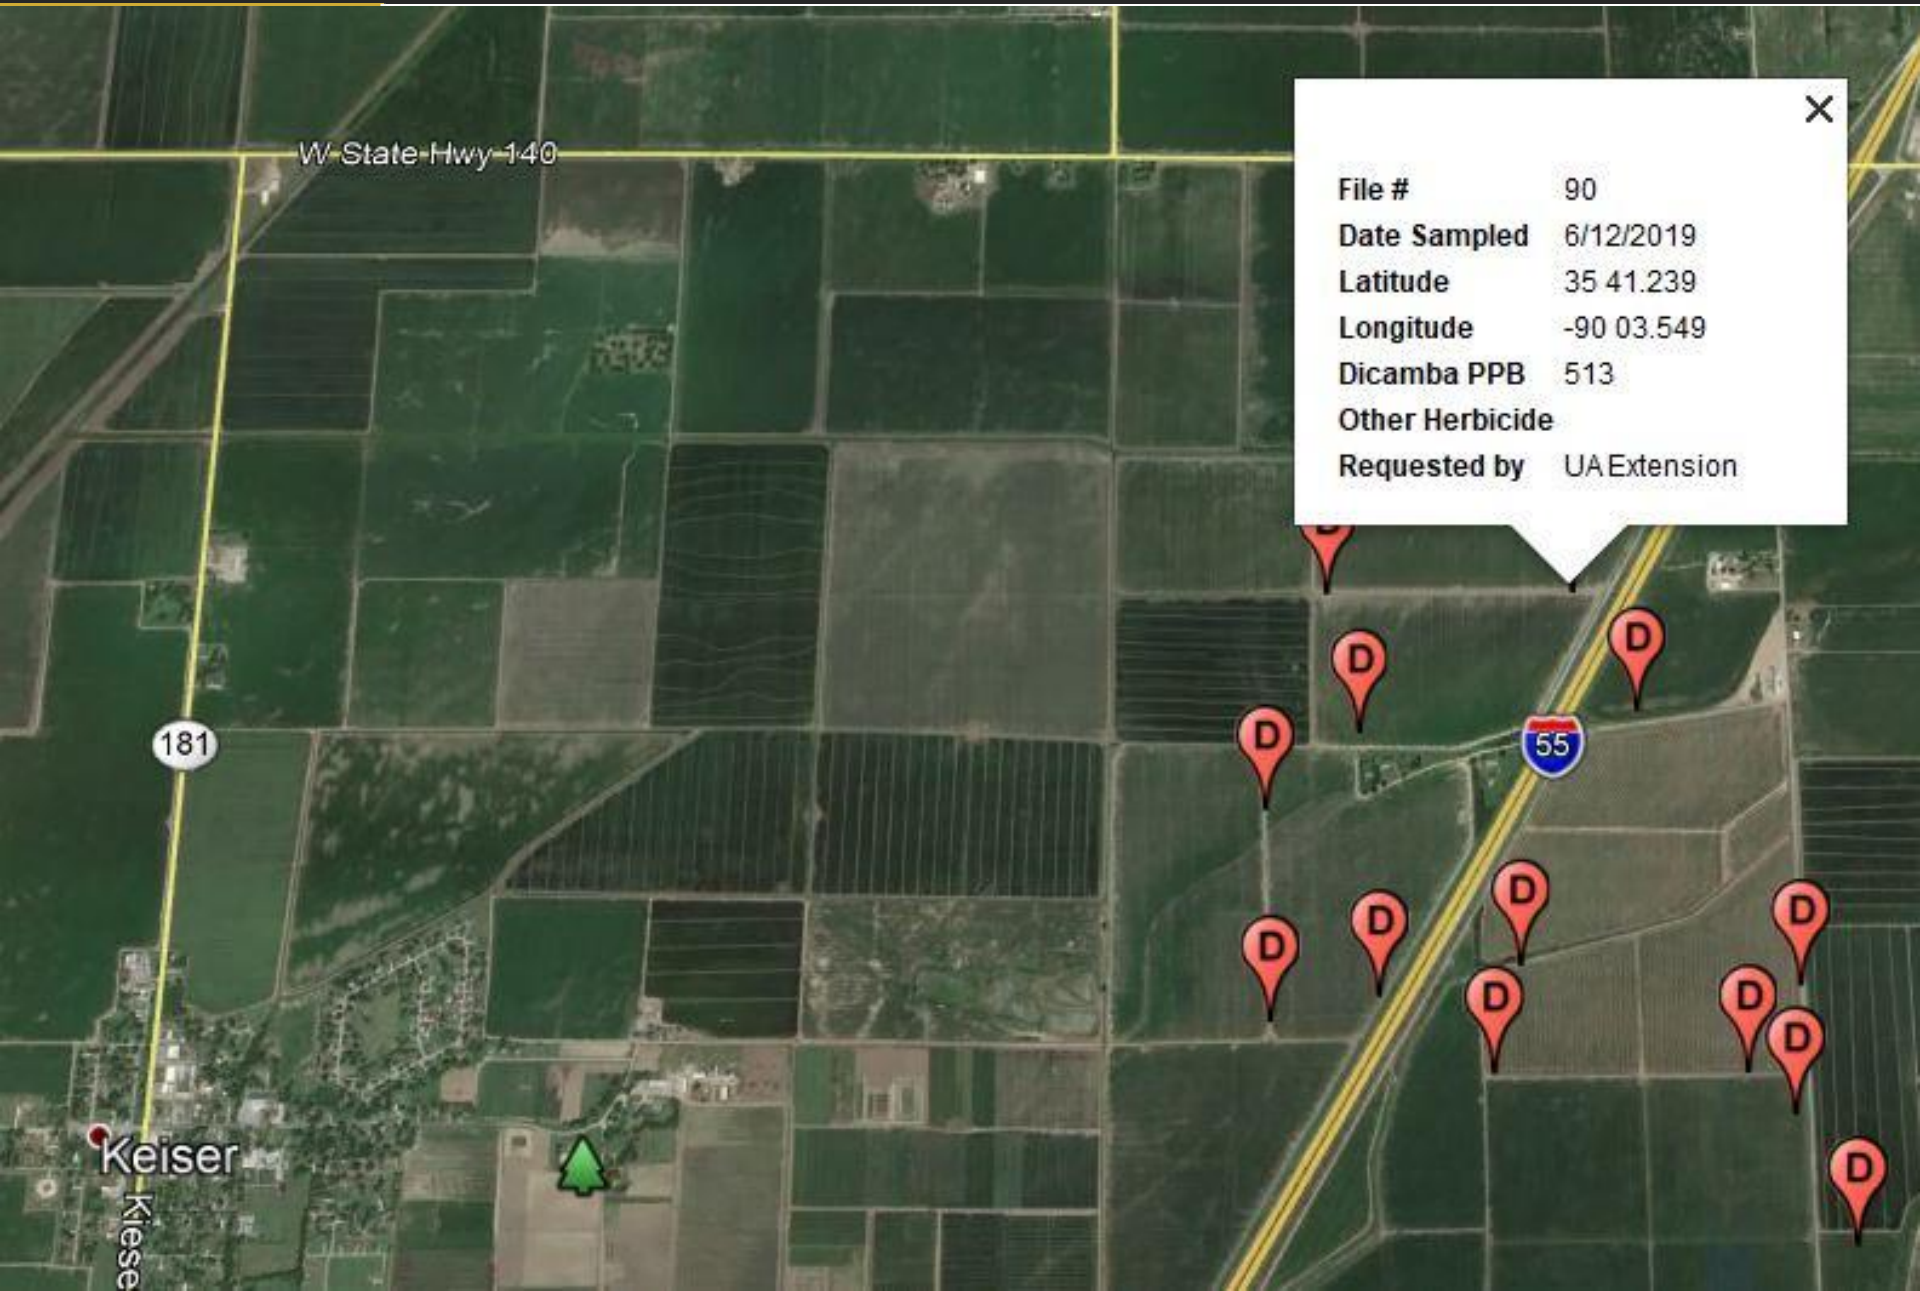 W State Hwy 140
File # 90
Date Sampled 6/12/2019
Latitude 35 41.239
Longitude -90 03.549
Dicamba PPB 513
Other Herbicide
Requested by UA Extension
D
D
D
D
181
55
D
D
D
D
D
D
D
D
Keiser
Kiese